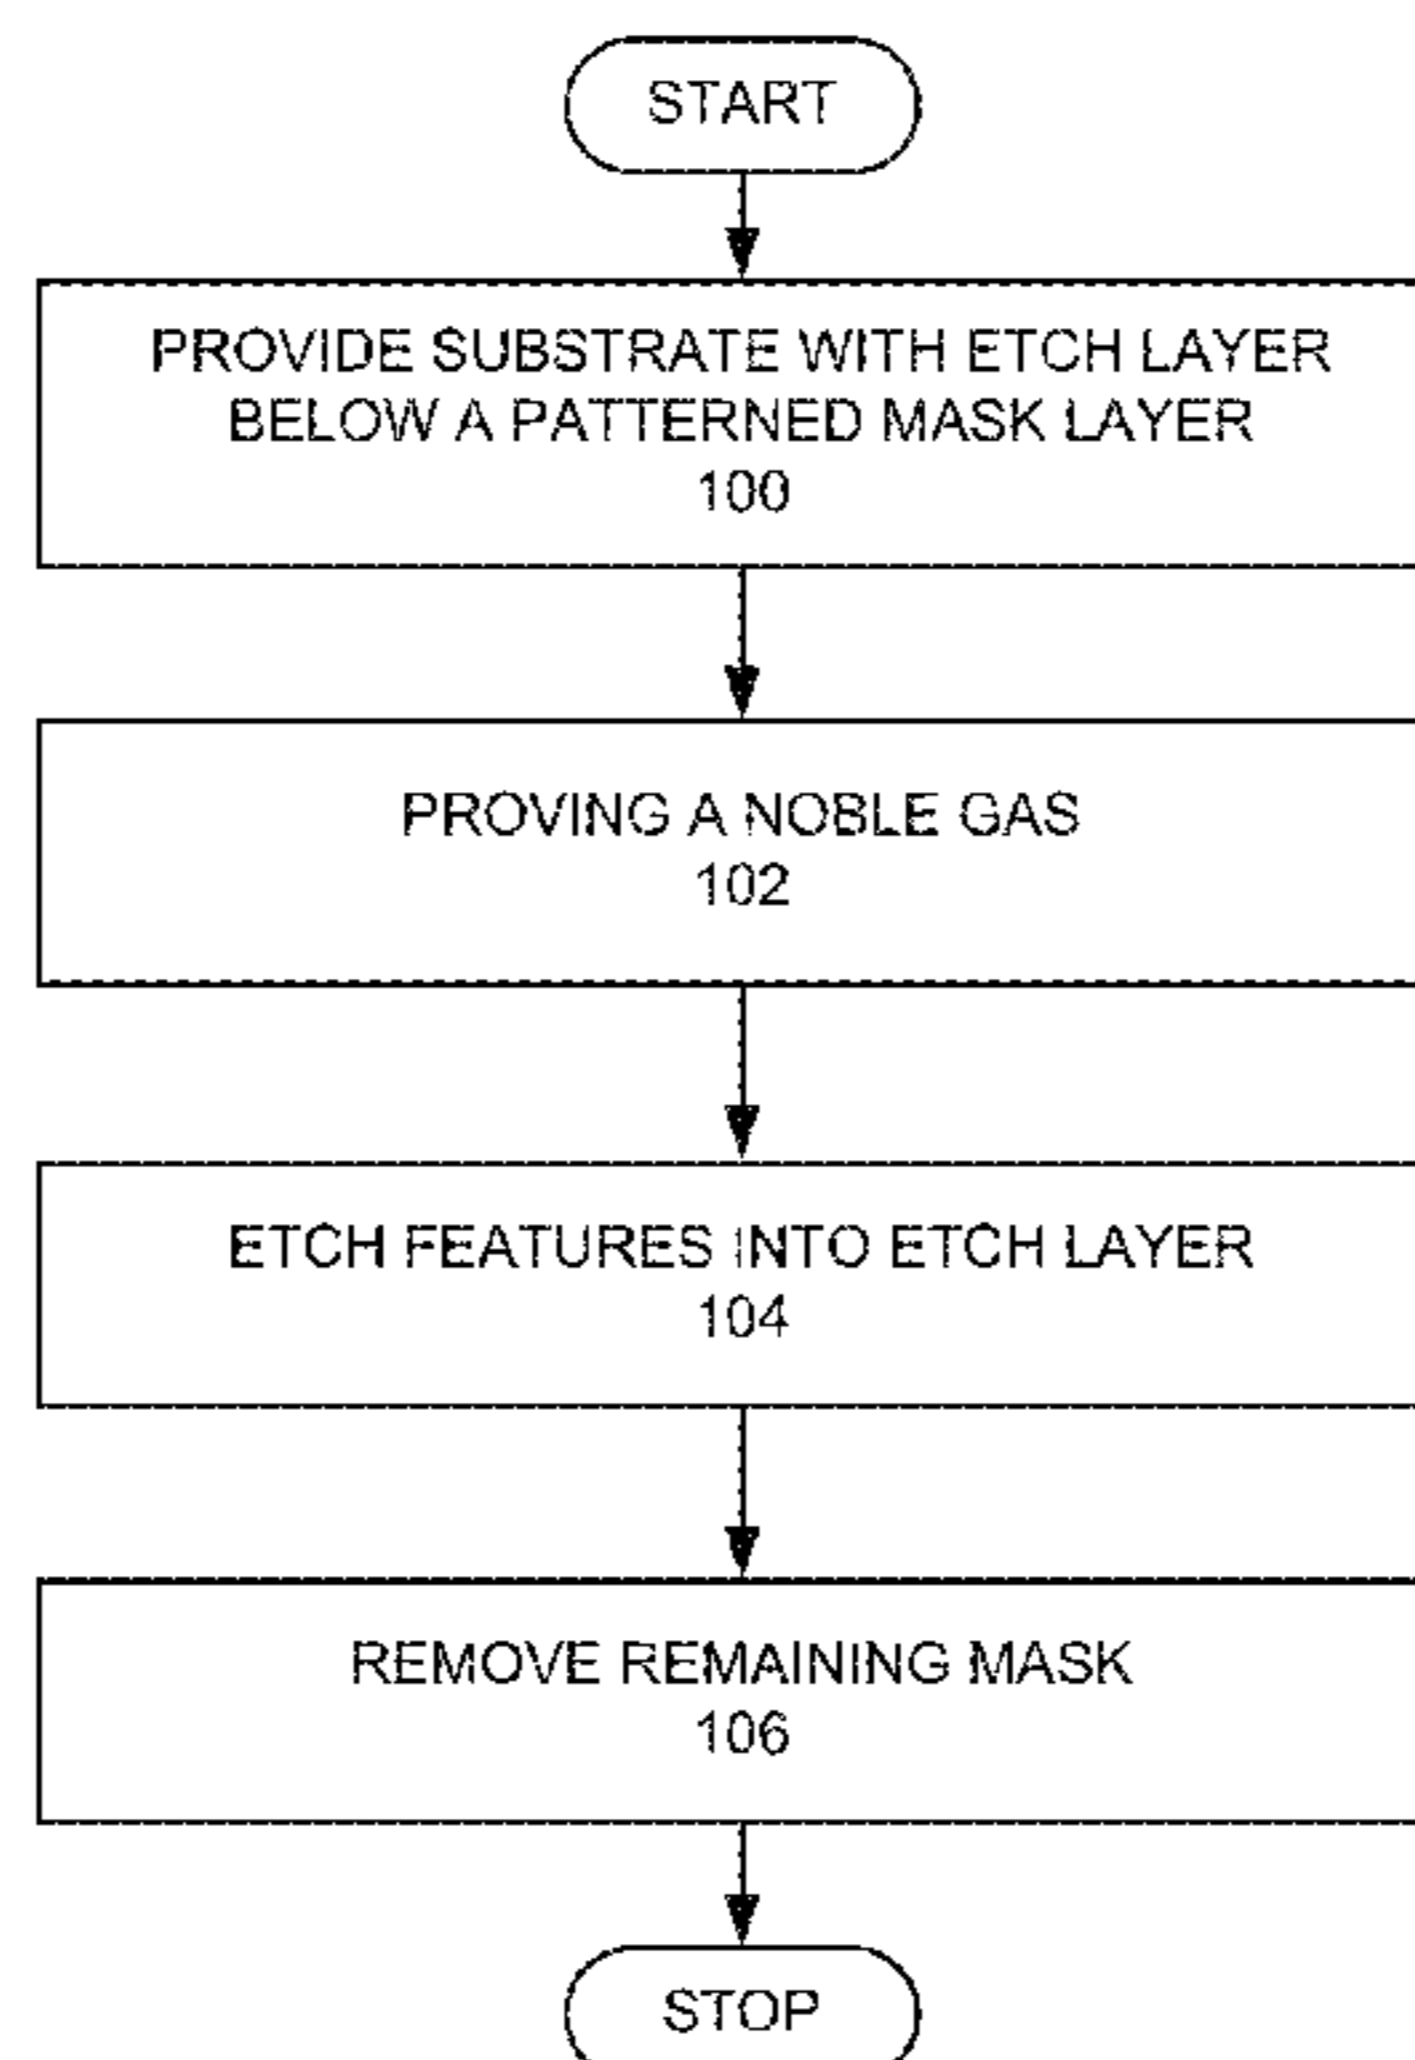 START
PROVIDE SUBSTRATE WITH ETCH LAYER
BELOW A PATTERNED MASK LAYER
100
PROVING A NOBLE GAS
102
ETCH FEATURES INTO ETCH LAYER
104
REMOVE REMAINING MASK
106
STOP